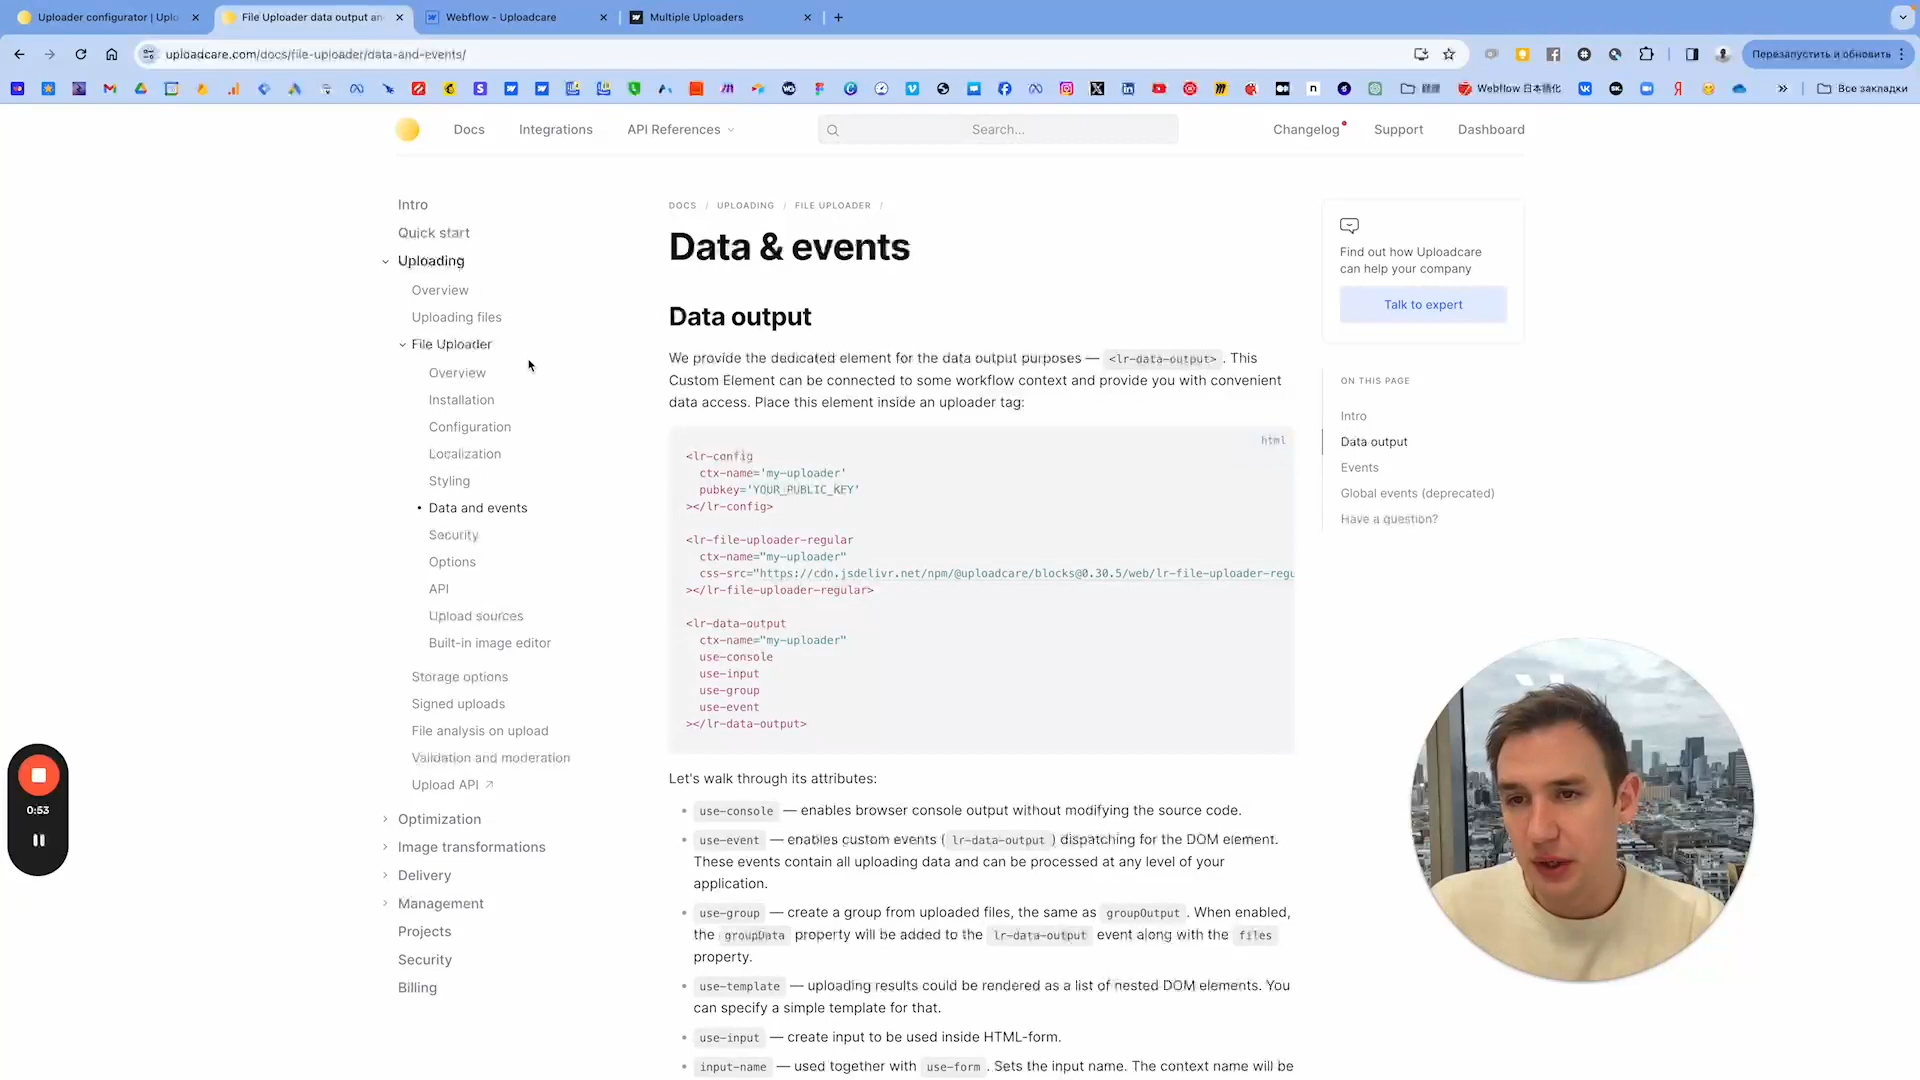 Uploader configurator | Uplo
File Uploader data output an
Webflow - Uploadcare
Multiple Uploaders
uploadcare.com/docs/file-uploader/data-and-events/
Перезапустить и обновить
Webflow 日本語化
Все закладки
Docs
Integrations
API References
Search...
Changelog
Support
Dashboard
Intro
Quick start
Uploading
Overview
Uploading files
File Uploader
Overview
Installation
Configuration
Localization
Styling
Data and events
Security
Options
API
Upload sources
Built-in image editor
Storage options
Signed uploads
File analysis on upload
Validation and moderation
Upload API ↗
Optimization
Image transformations
Delivery
Management
Projects
Security
Billing
0:53
DOCS / UPLOADING / FILE UPLOADER /
Data & events
Data output
We provide the dedicated element for the data output purposes — <lr-data-output> . This
Custom Element can be connected to some workflow context and provide you with convenient
data access. Place this element inside an uploader tag:
html
<lr-config
ctx-name='my-uploader'
pubkey='YOUR_PUBLIC_KEY'
></lr-config>
<lr-file-uploader-regular
ctx-name="my-uploader"
css-src="https://cdn.jsdelivr.net/npm/@uploadcare/blocks@0.30.5/web/lr-file-uploader-regu
></lr-file-uploader-regular>
<lr-data-output
ctx-name="my-uploader"
use-console
use-input
use-group
use-event
></lr-data-output>
Let's walk through its attributes:
• use-console — enables browser console output without modifying the source code.
• use-event — enables custom events ( lr-data-output ) dispatching for the DOM element.
These events contain all uploading data and can be processed at any level of your
application.
• use-group — create a group from uploaded files, the same as groupOutput . When enabled,
the groupData property will be added to the lr-data-output event along with the files
property.
• use-template — uploading results could be rendered as a list of nested DOM elements. You
can specify a simple template for that.
• use-input — create input to be used inside HTML-form.
• input-name — used together with use-form . Sets the input name. The context name will be
Find out how Uploadcare
can help your company
Talk to expert
ON THIS PAGE
Intro
Data output
Events
Global events (deprecated)
Have a question?